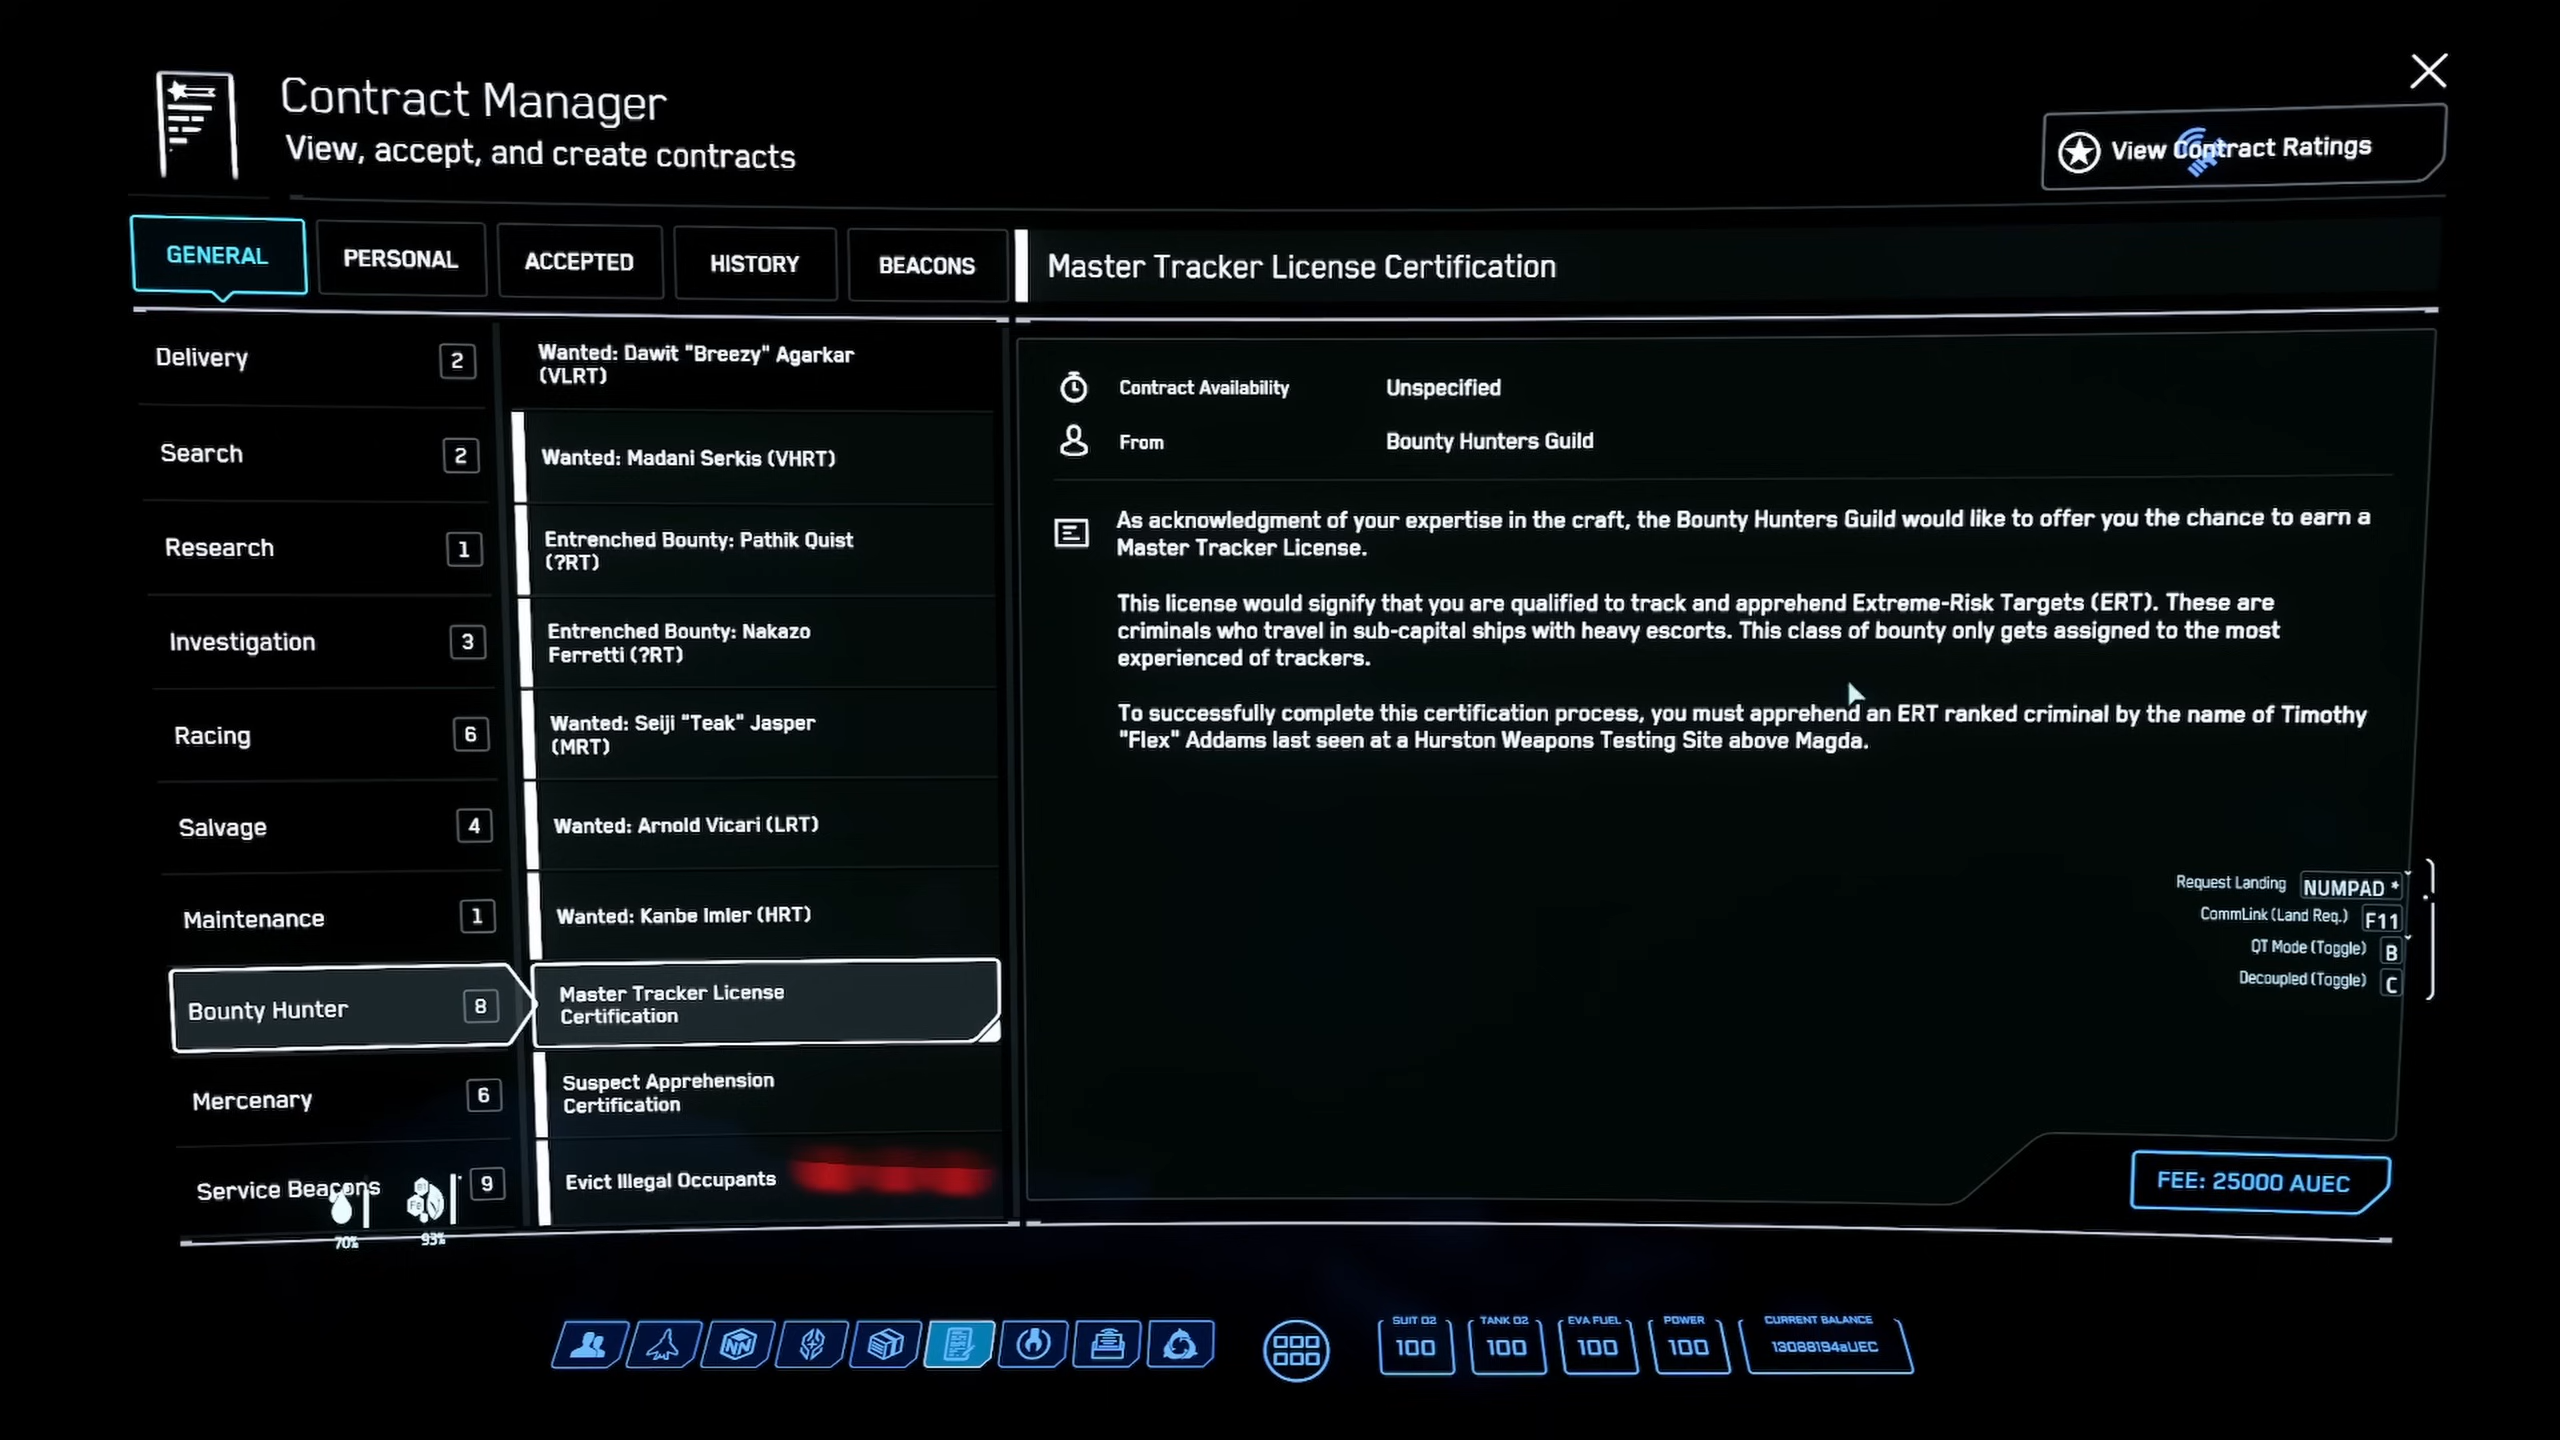 Contract Manager
View, accept, and create contracts
View Contract Ratings
GENERAL
PERSONAL
ACCEPTED
HISTORY
BEACONS
Master Tracker License Certification
Delivery 2
Search 2
Research 1
Investigation 3
Racing 6
Salvage 4
Maintenance 1
Bounty Hunter 8
Mercenary 6
Service Beacons 9
70%
93%
Wanted: Dawit "Breezy" Agarkar
(VLRT)
Wanted: Madani Serkis (VHRT)
Entrenched Bounty: Pathik Quist
(?RT)
Entrenched Bounty: Nakazo
Ferretti (?RT)
Wanted: Seiji "Teak" Jasper
(MRT)
Wanted: Arnold Vicari (LRT)
Wanted: Kanbe Imler (HRT)
Master Tracker License
Certification
Suspect Apprehension
Certification
Evict Illegal Occupants
Contract Availability Unspecified
From Bounty Hunters Guild
As acknowledgment of your expertise in the craft, the Bounty Hunters Guild would like to offer you the chance to earn a
Master Tracker License.
This license would signify that you are qualified to track and apprehend Extreme-Risk Targets (ERT). These are
criminals who travel in sub-capital ships with heavy escorts. This class of bounty only gets assigned to the most
experienced of trackers.
To successfully complete this certification process, you must apprehend an ERT ranked criminal by the name of Timothy
"Flex" Addams last seen at a Hurston Weapons Testing Site above Magda.
Request Landing NUMPAD *
CommLink (Land Req.) F11
QT Mode (Toggle) B
Decoupled (Toggle) C
FEE: 25000 AUEC
SUIT O2
100
TANK O2
100
EVA FUEL
100
POWER
100
CURRENT BALANCE
13088194aUEC